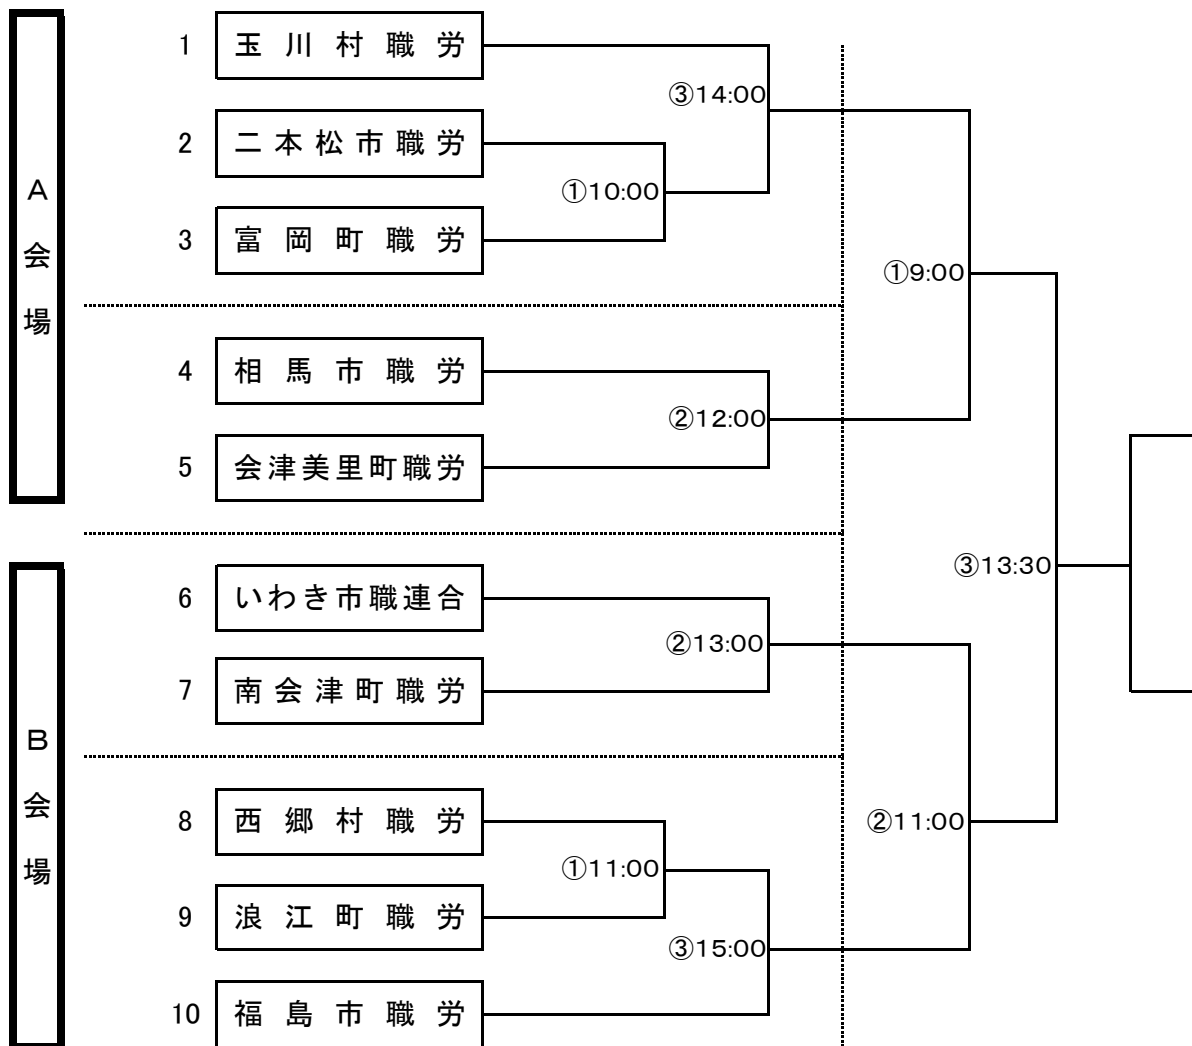 A会場
1 玉川村職労
③14:00
2 二本松市職労
①10:00
3 富岡町職労
①9:00
4 相馬市職労
②12:00
5 会津美里町職労
③13:30
B会場
6 いわき市職連合
②13:00
7 南会津町職労
8 西郷村職労
②11:00
①11:00
9 浪江町職労
③15:00
10 福島市職労